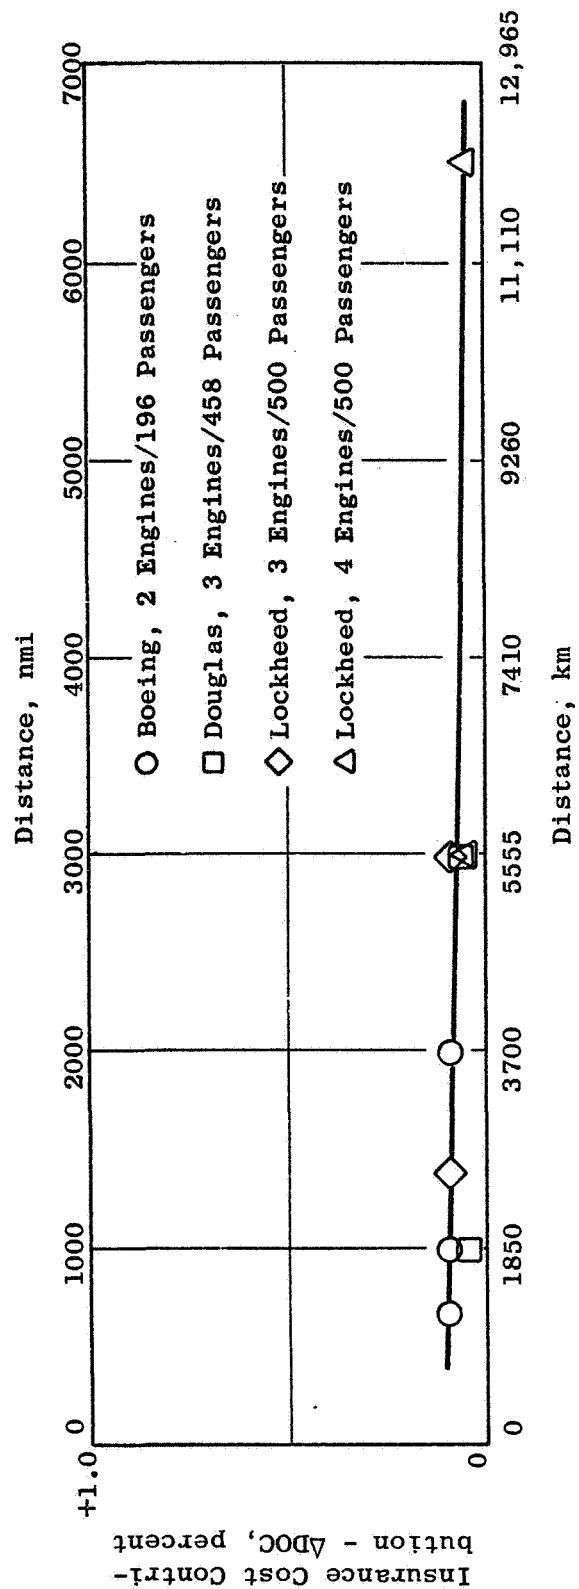 Distance, nmi
0 1000 2000 3000 4000 5000 6000 7000
+1.0
0
Insurance Cost Contri-
bution - ΔDOC, percent
Boeing, 2 Engines/196 Passengers
Douglas, 3 Engines/458 Passengers
Lockheed, 3 Engines/500 Passengers
Lockheed, 4 Engines/500 Passengers
0 1850 3700 5555 7410 9260 11,110 12,965
Distance, km